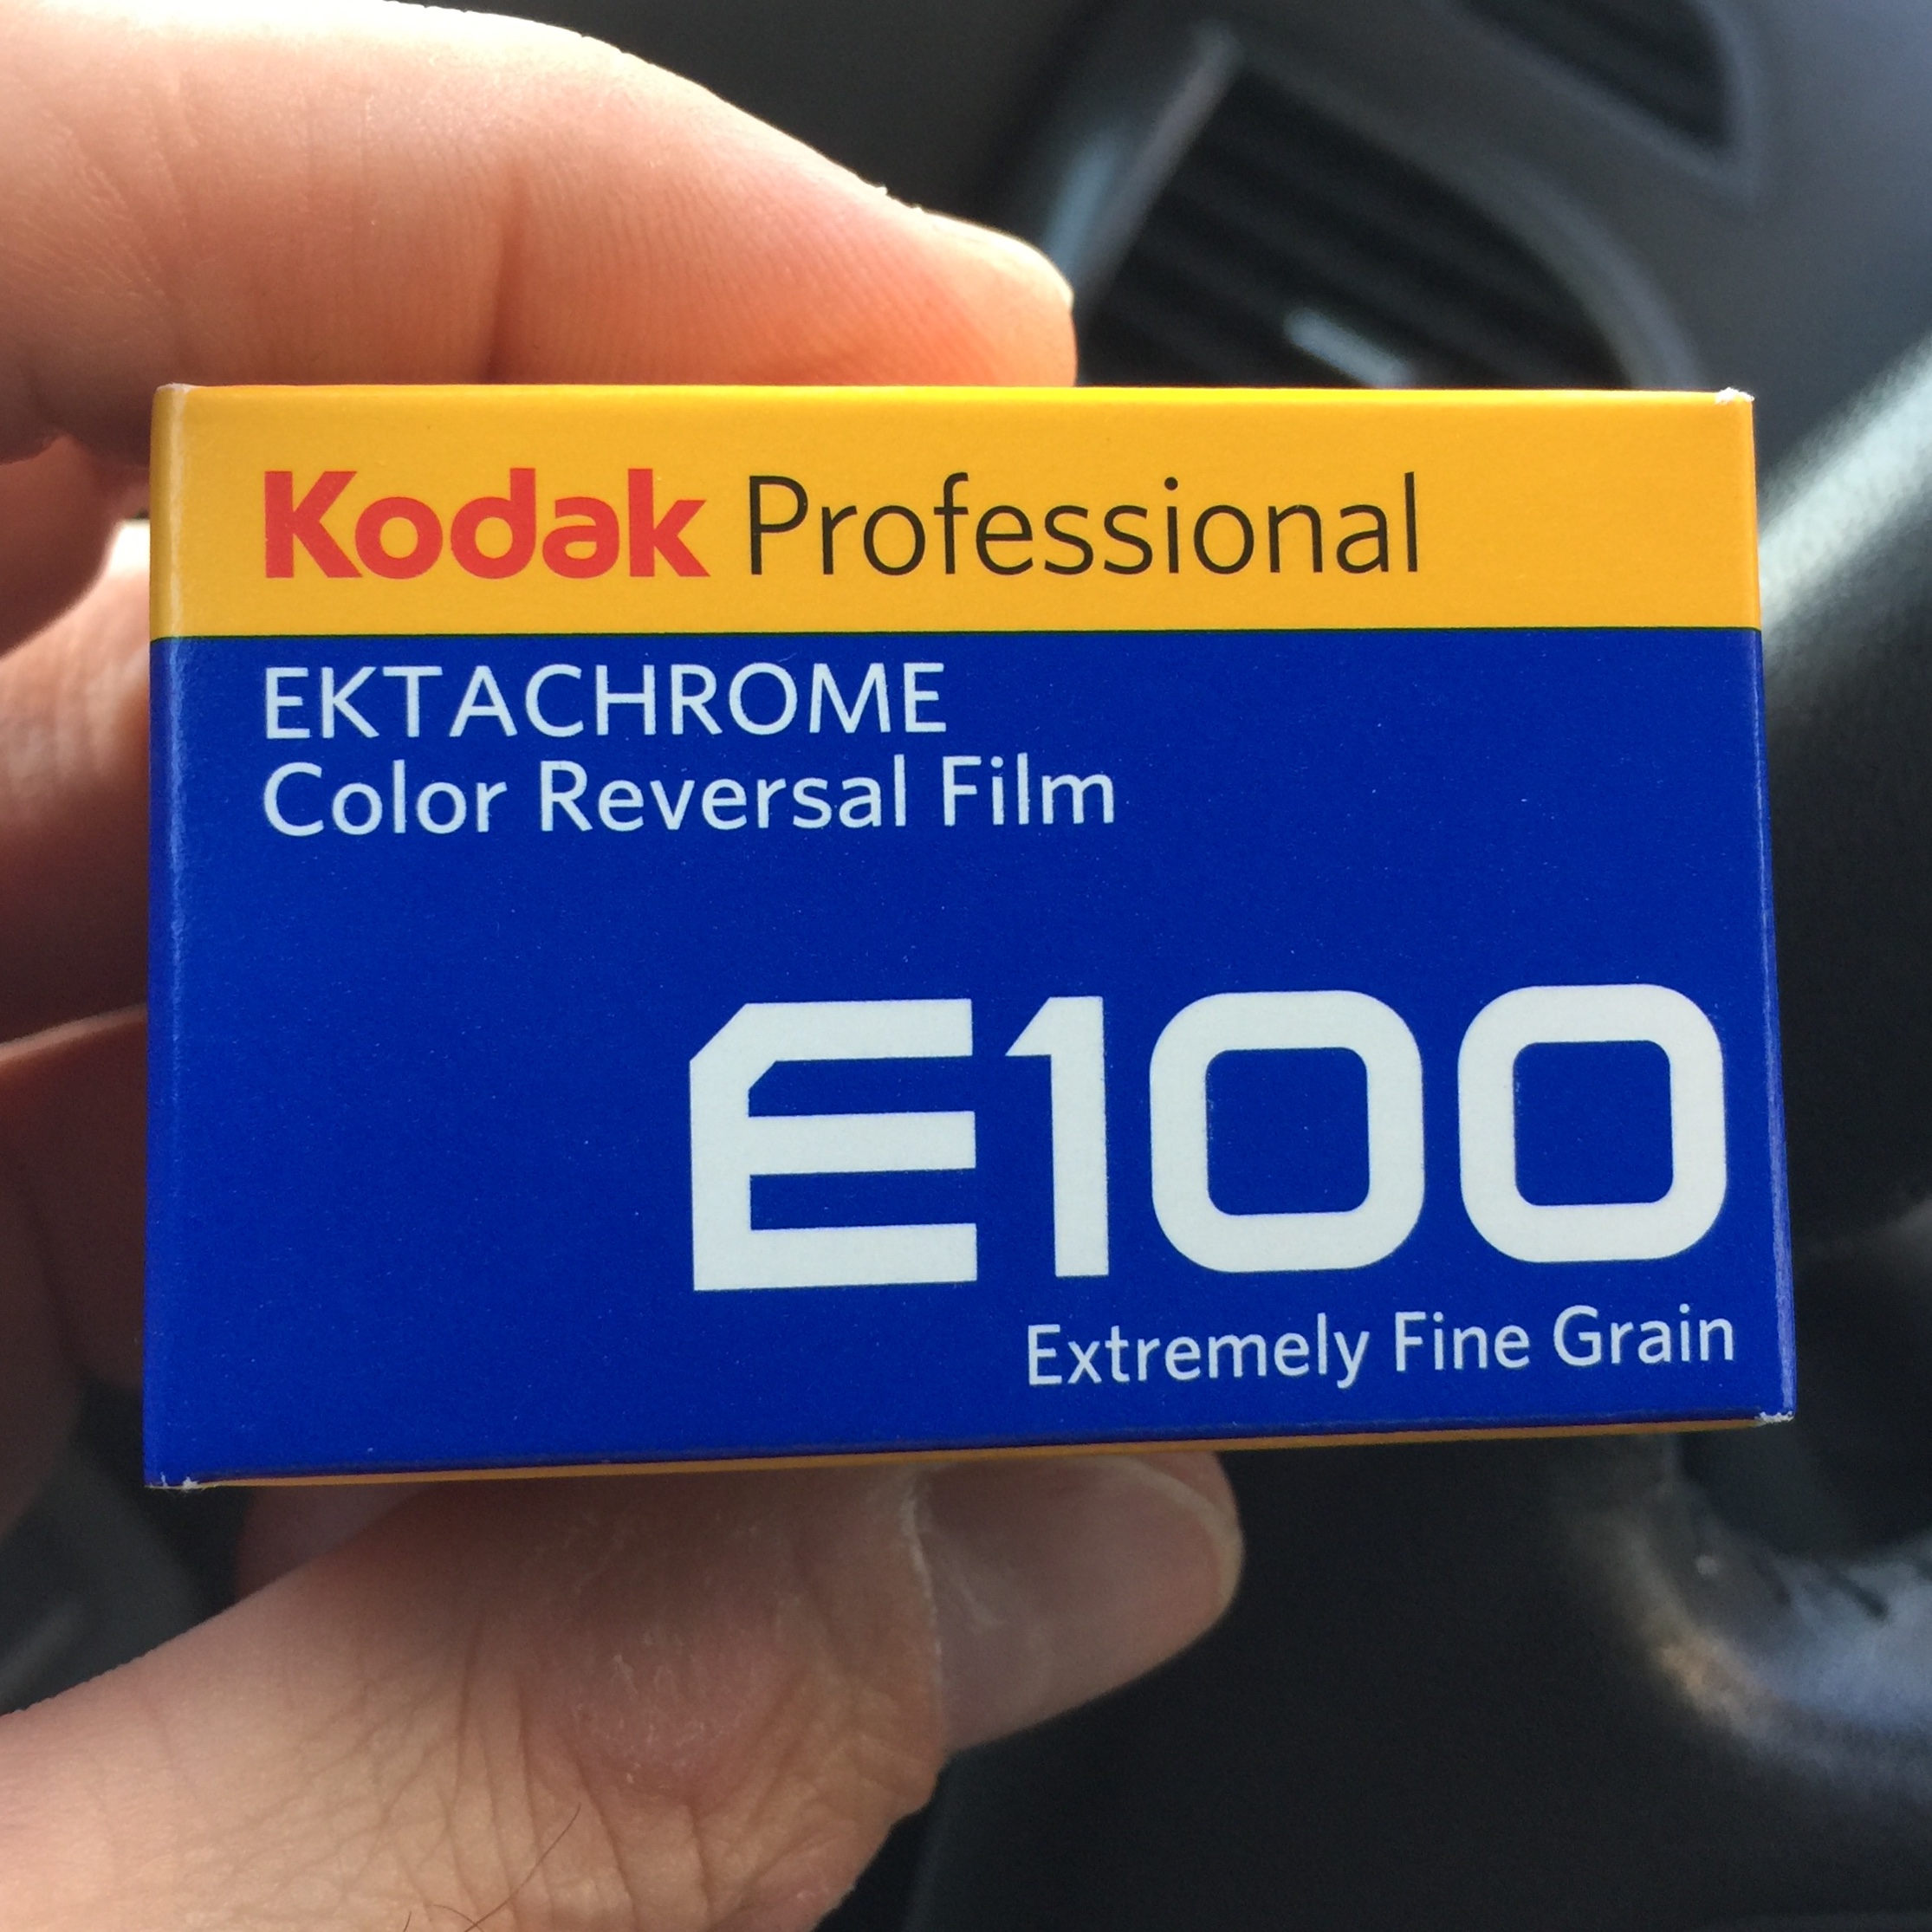 Kodak Professional
EKTACHROME
Color Reversal Film
E100
Extremely Fine Grain